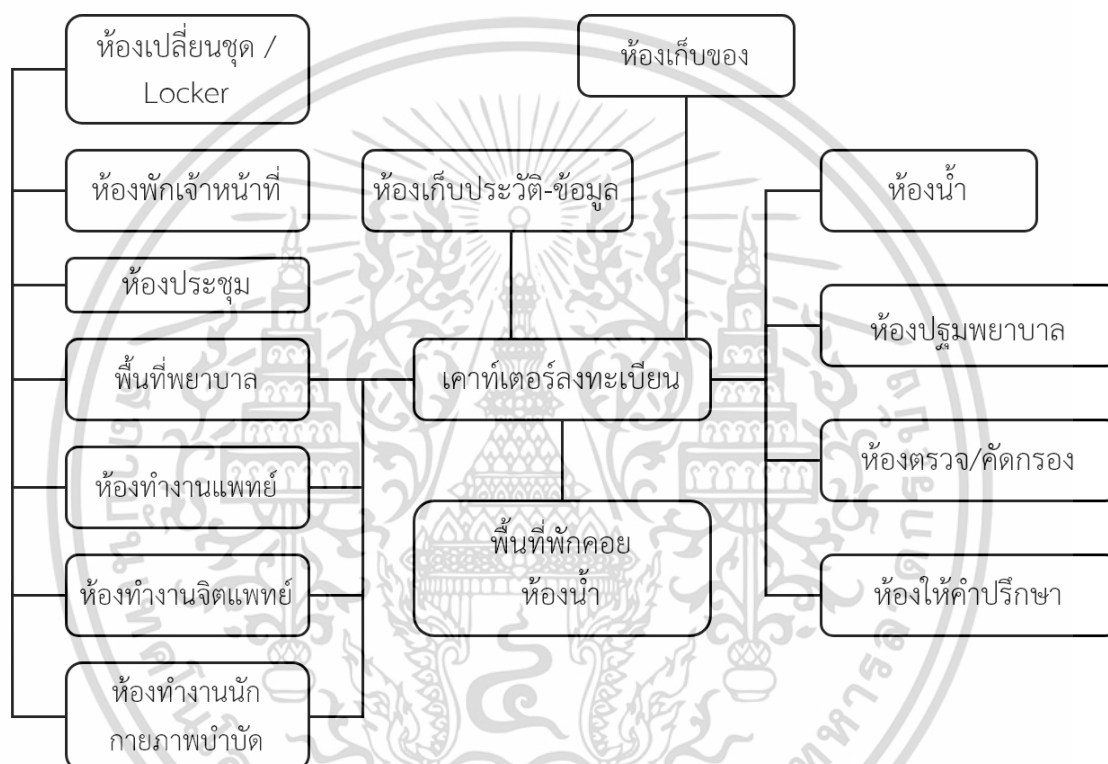 ห้องเปลี่ยนชุด /
Locker
ห้องเก็บของ
ห้องพักเจ้าหน้าที่
ห้องเก็บประวัติ-ข้อมูล
ห้องน้ำ
ห้องประชุม
ห้องปฐมพยาบาล
พื้นที่พยาบาล
เคาท์เตอร์ลงทะเบียน
ห้องทำงานแพทย์
ห้องตรวจ/คัดกรอง
พื้นที่พักคอย
ห้องน้ำ
ห้องทำงานจิตแพทย์
ห้องให้คำปรึกษา
ห้องทำงานนัก
กายภาพบำบัด